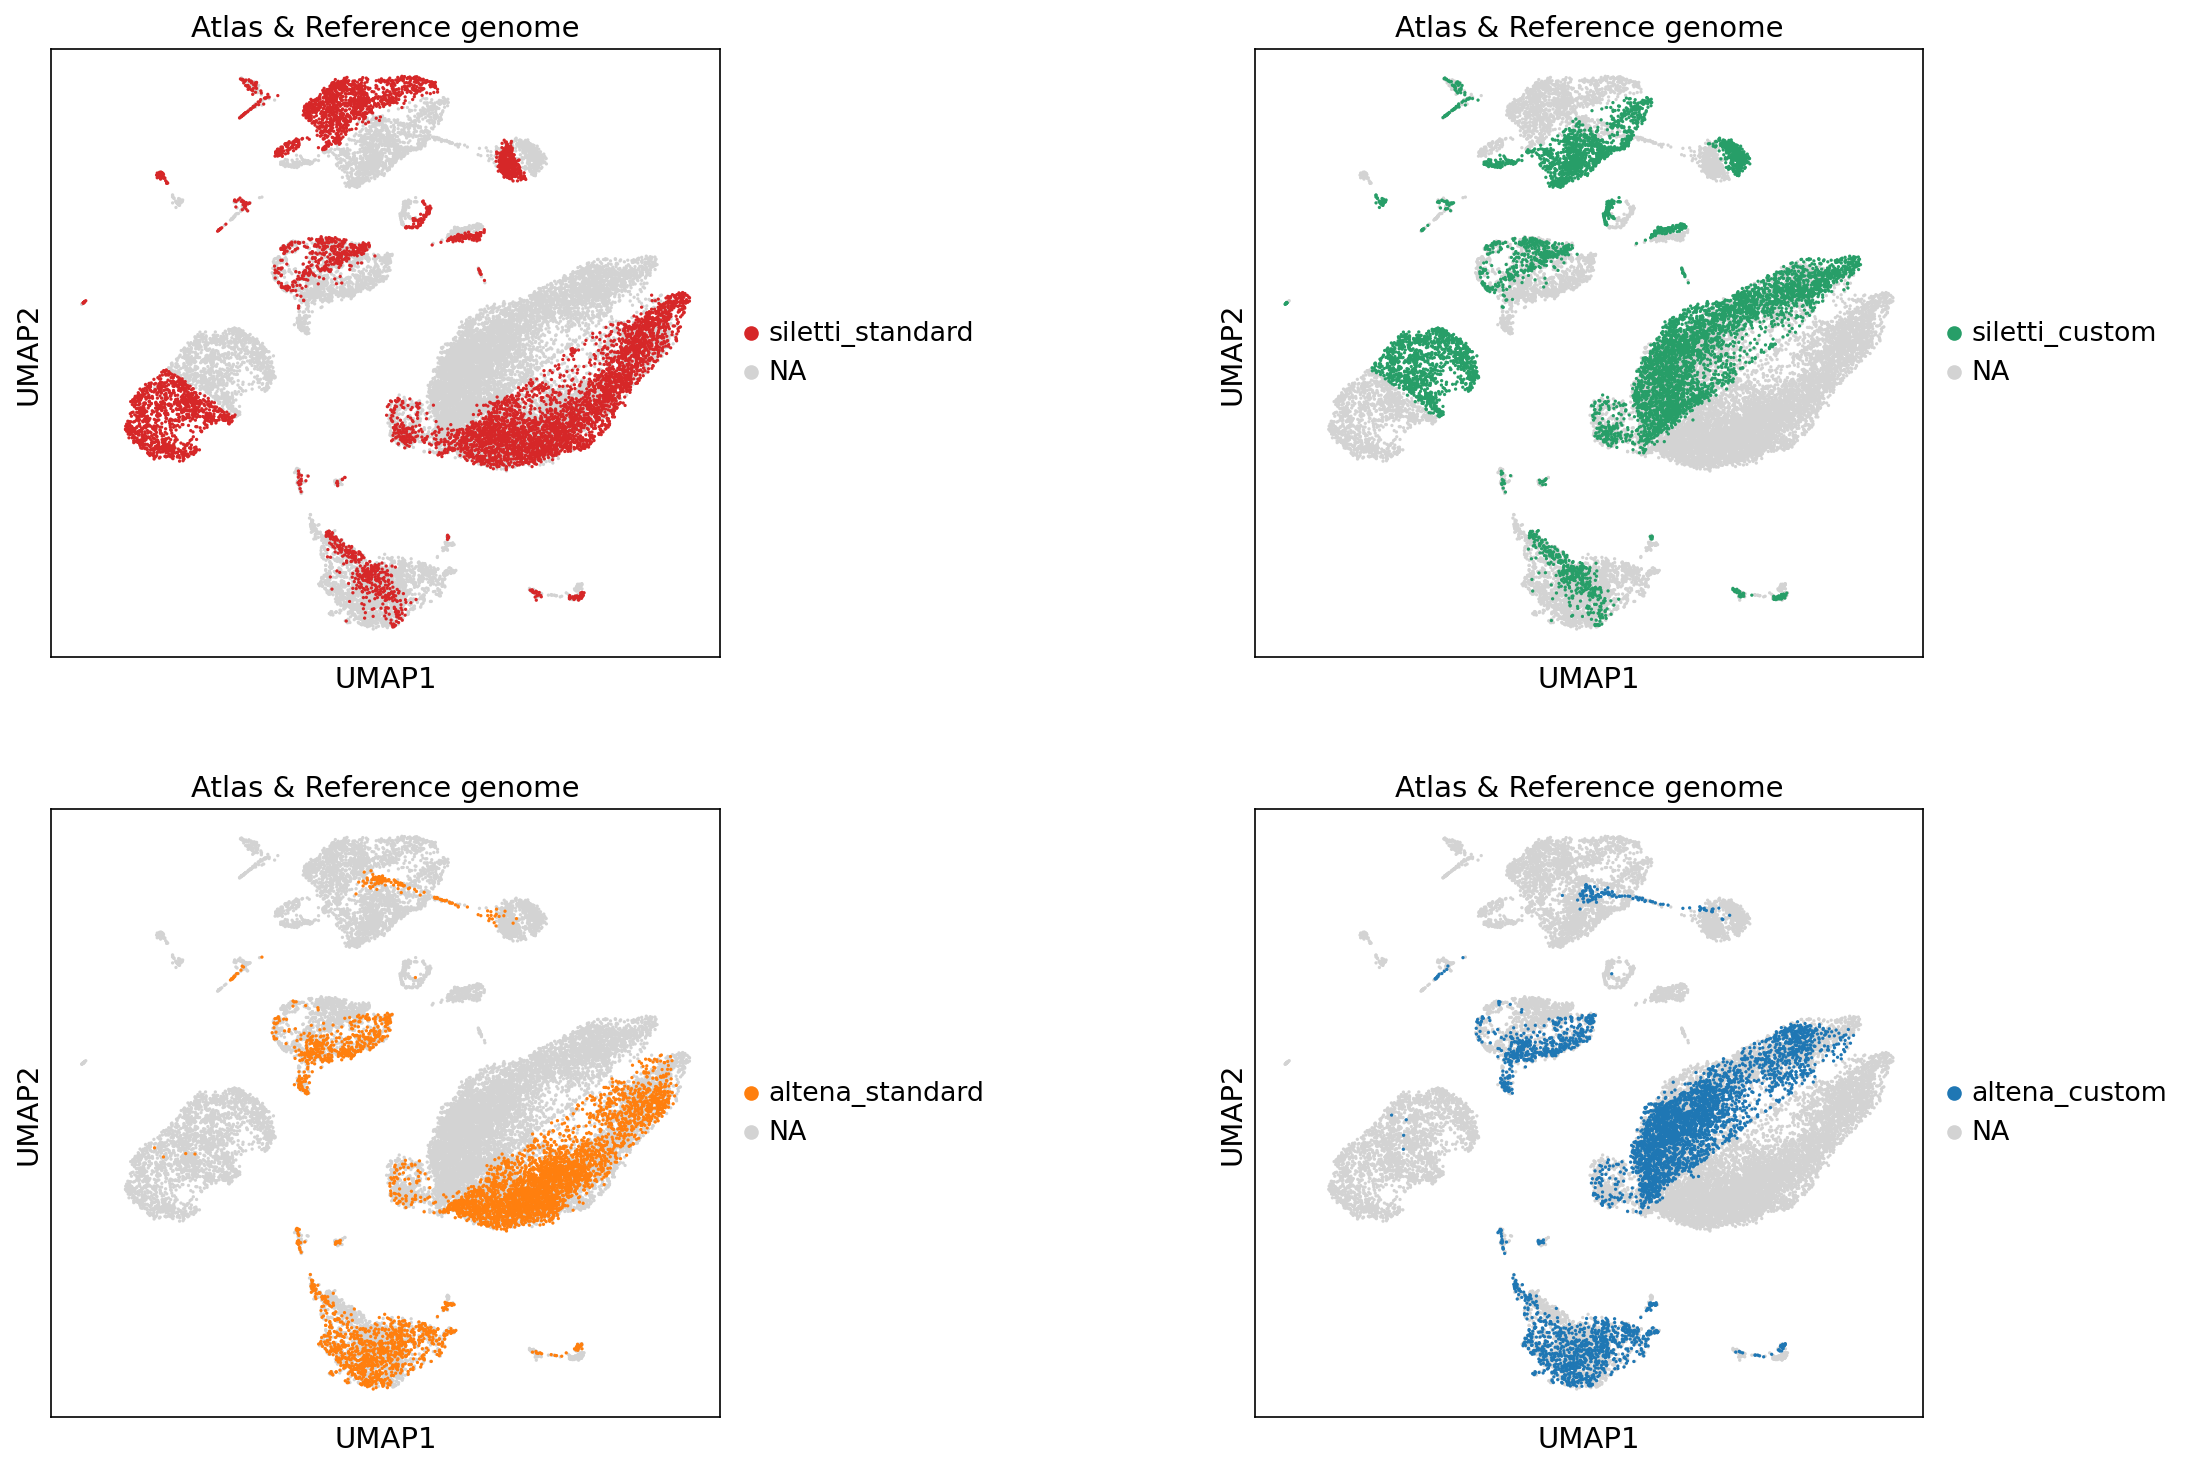 Atlas & Reference genome
UMAP2
UMAP1
siletti_standard
NA
Atlas & Reference genome
UMAP2
UMAP1
siletti_custom
NA
Atlas & Reference genome
UMAP2
UMAP1
altena_standard
NA
Atlas & Reference genome
UMAP2
UMAP1
altena_custom
NA